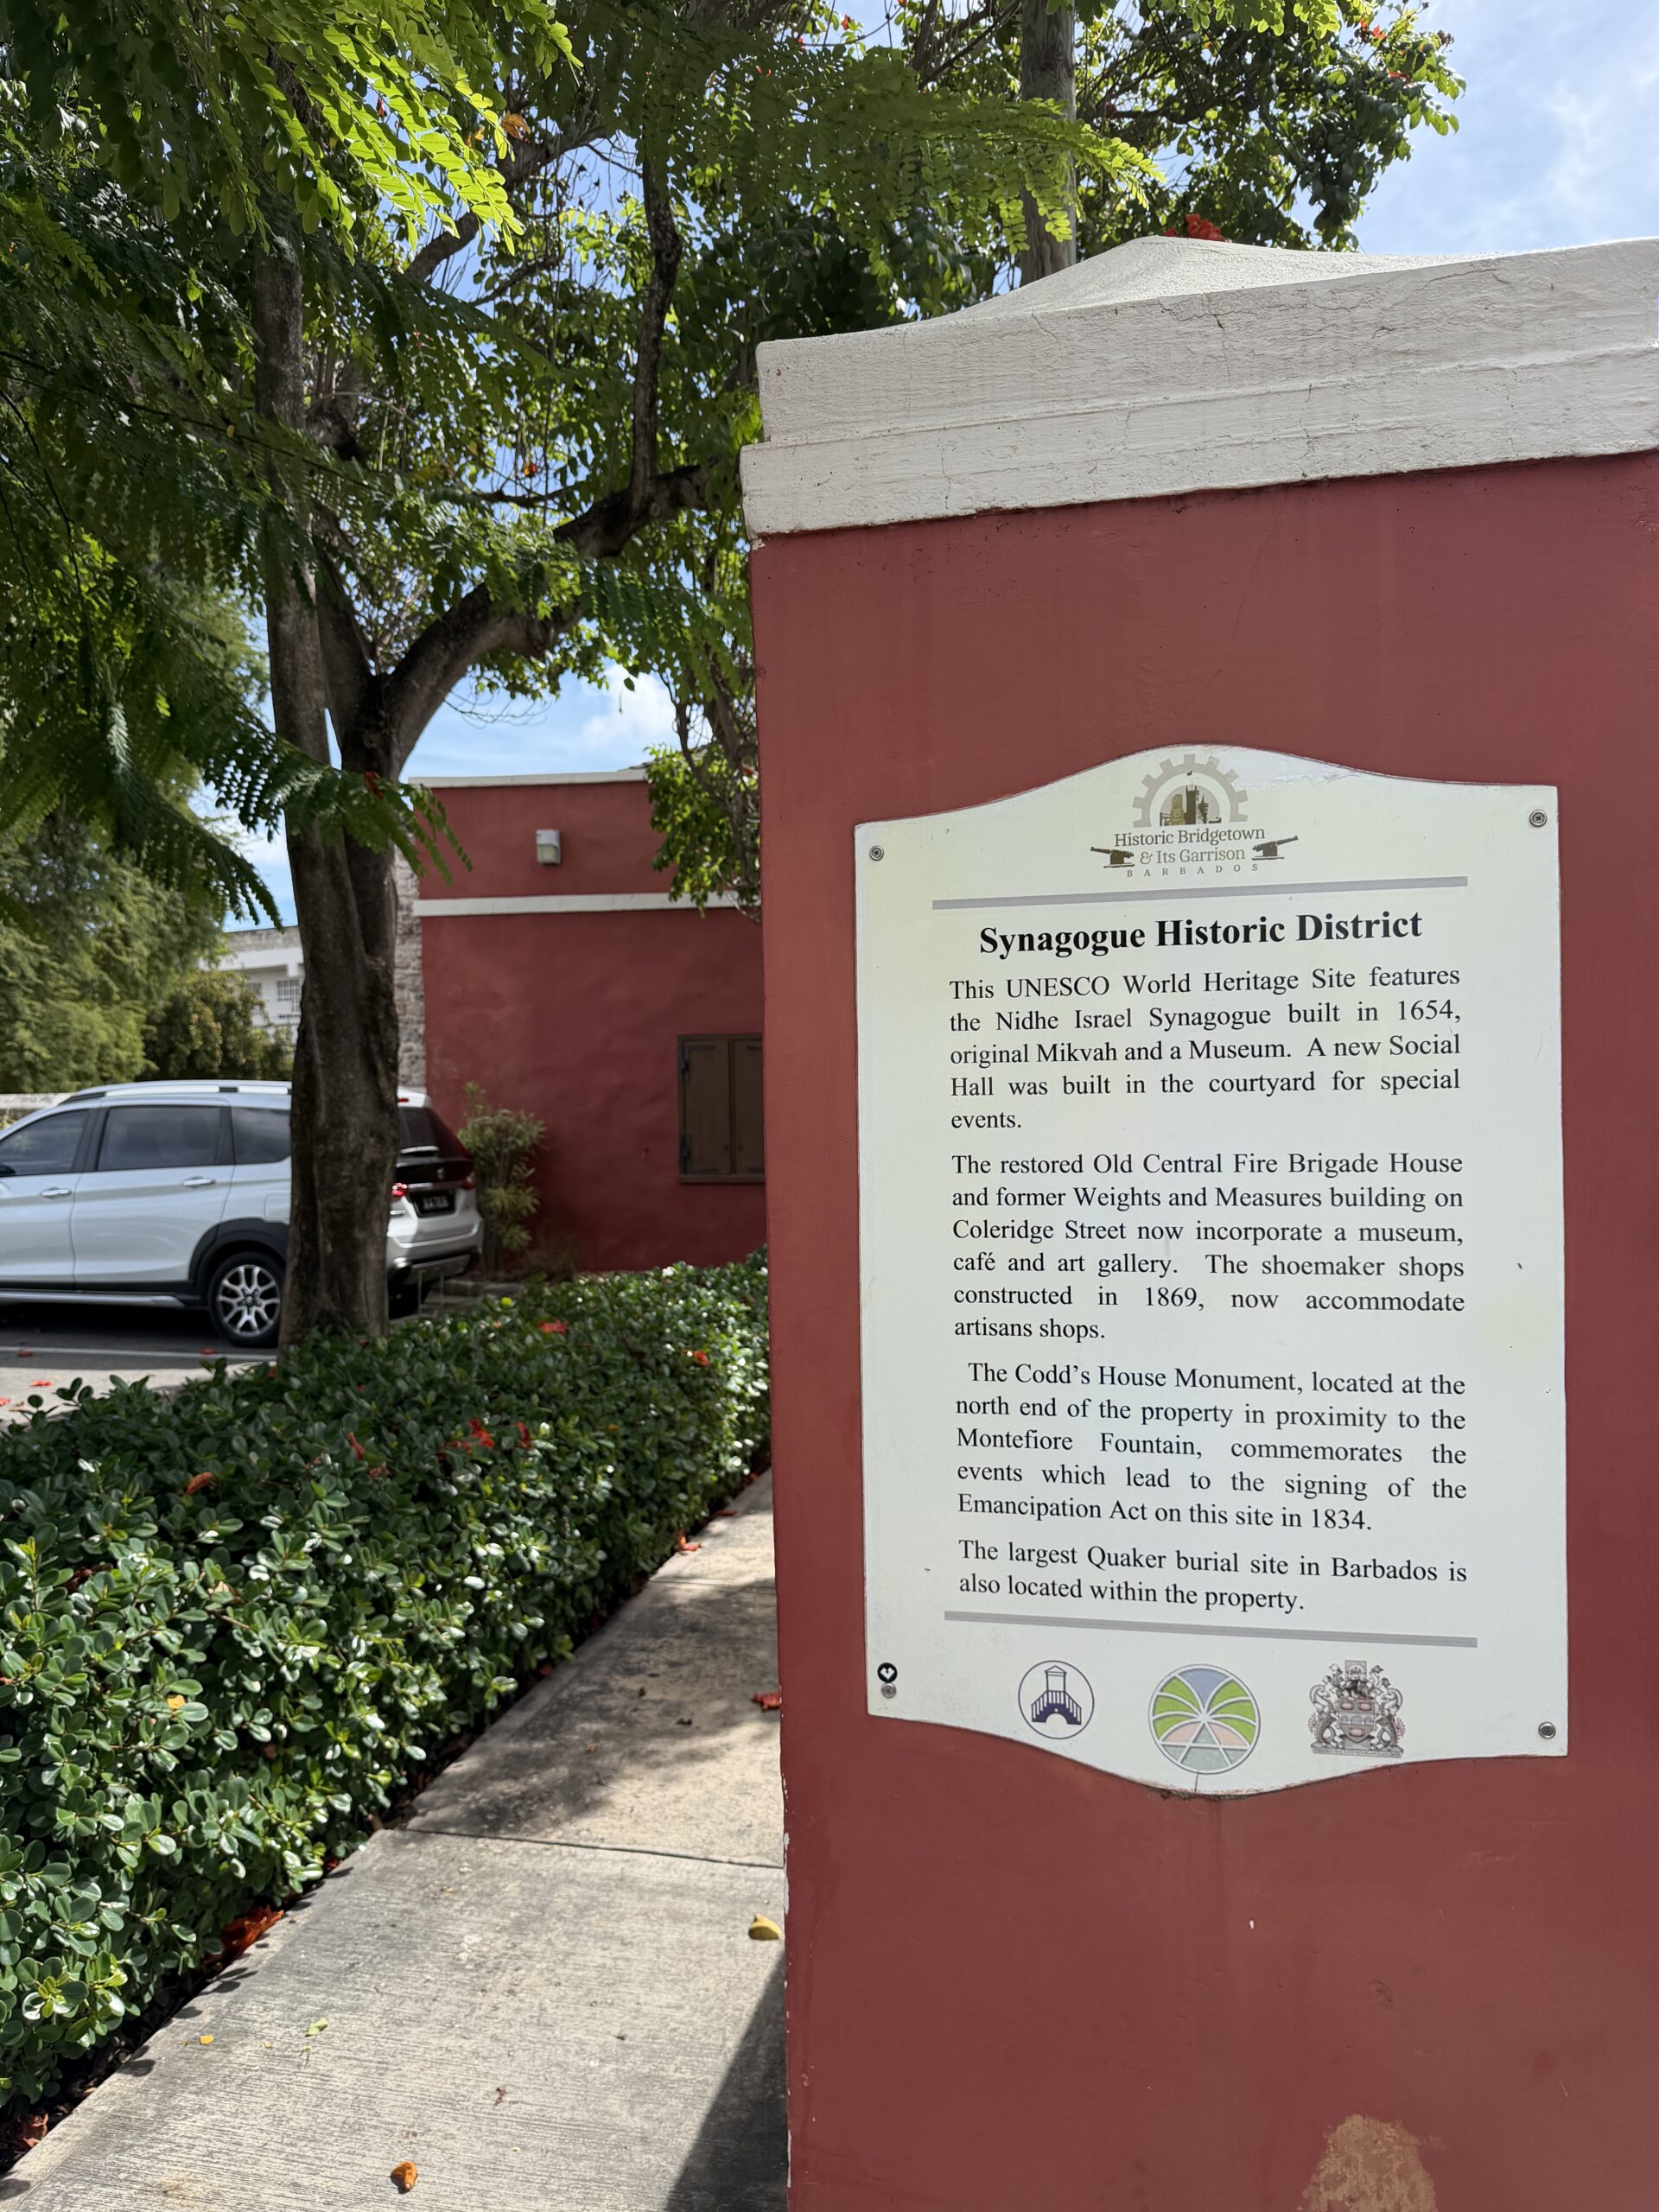 Historic Bridgetown
& Its Garrison
BARBADOS
Synagogue Historic District
This UNESCO World Heritage Site features
the Nidhe Israel Synagogue built in 1654,
original Mikvah and a Museum. A new Social
Hall was built in the courtyard for special
events.
The restored Old Central Fire Brigade House
and former Weights and Measures building on
Coleridge Street now incorporate a museum,
café and art gallery. The shoemaker shops
constructed in 1869, now accommodate
artisans shops.
The Codd's House Monument, located at the
north end of the property in proximity to the
Montefiore Fountain, commemorates the
events which lead to the signing of the
Emancipation Act on this site in 1834.
The largest Quaker burial site in Barbados is
also located within the property.